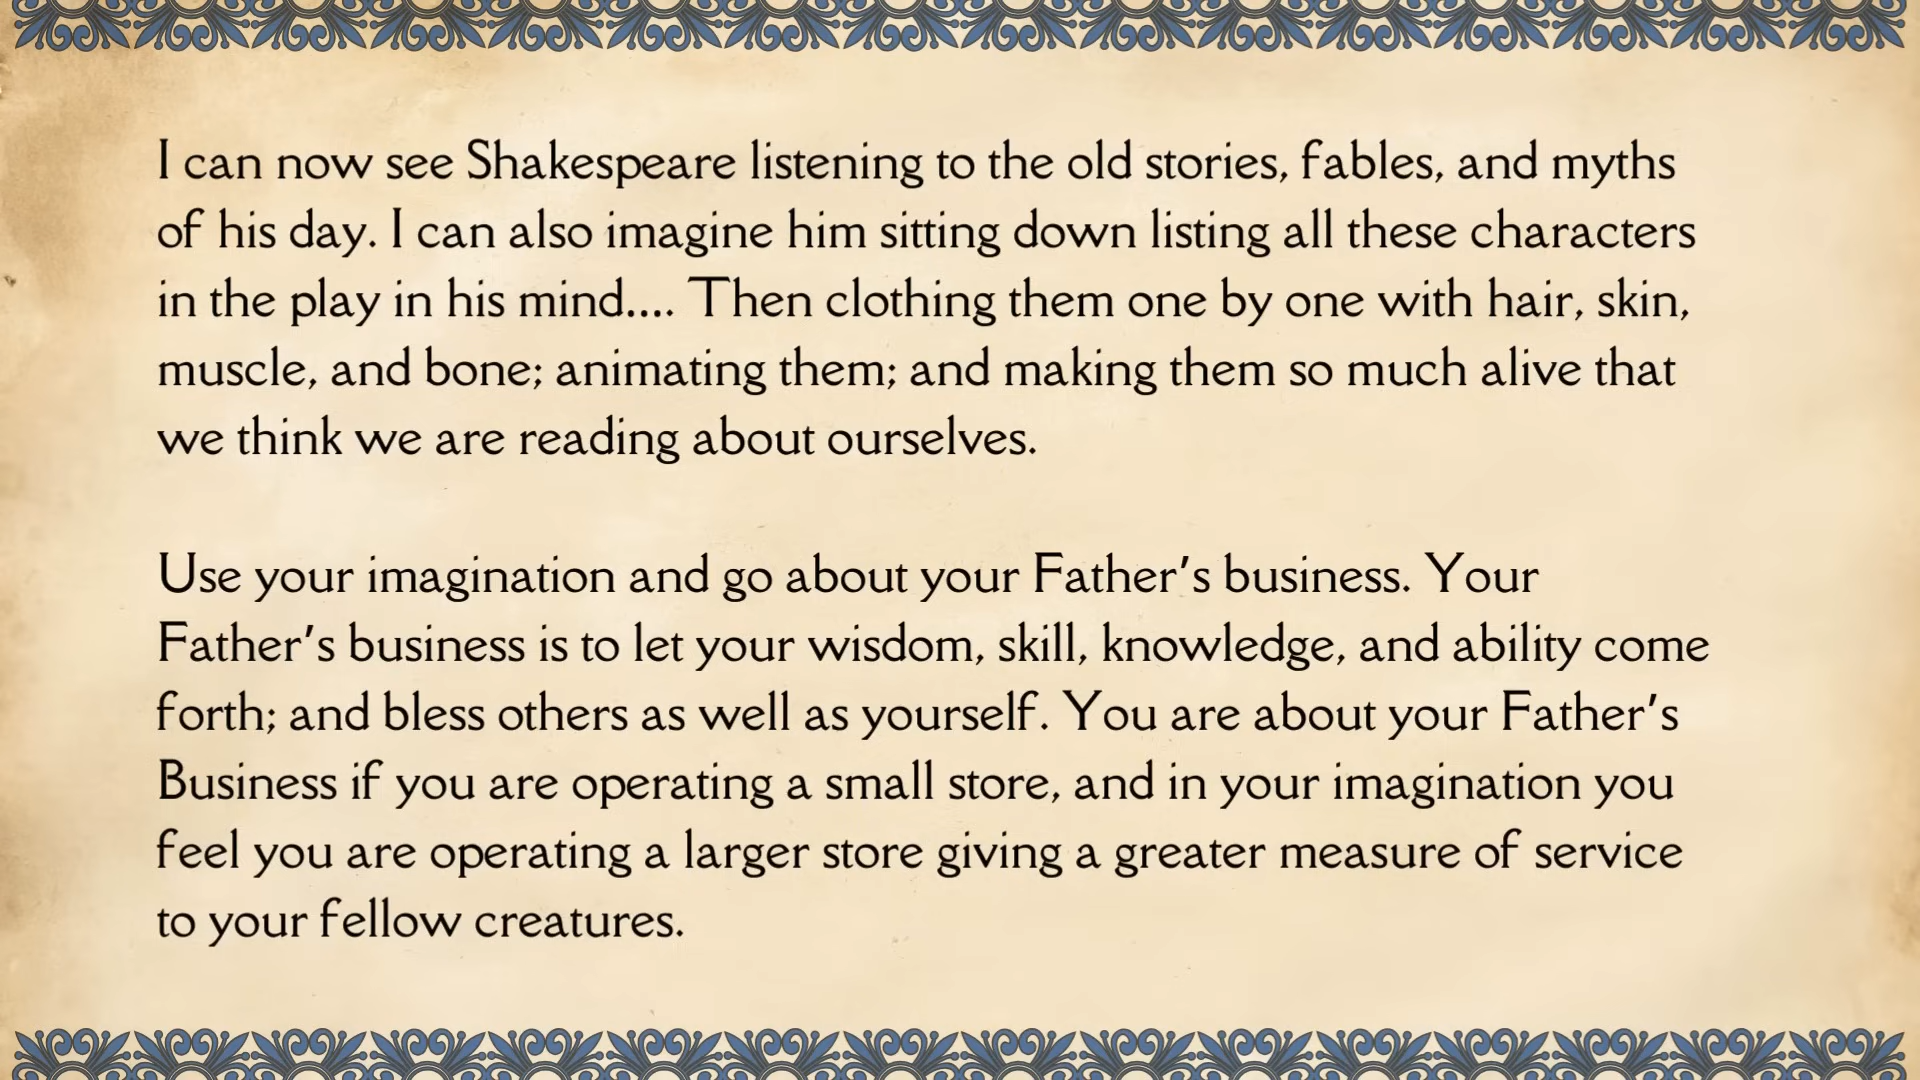 I can now see Shakespeare listening to the old stories, fables, and myths
of his day. I can also imagine him sitting down listing all these characters
in the play in his mind.... Then clothing them one by one with hair, skin,
muscle, and bone; animating them; and making them so much alive that
we think we are reading about ourselves.
Use your imagination and go about your Father's business. Your
Father's business is to let your wisdom, skill, knowledge, and ability come
forth; and bless others as well as yourself. You are about your Father's
Business if you are operating a small store, and in your imagination you
feel you are operating a larger store giving a greater measure of service
to your fellow creatures.